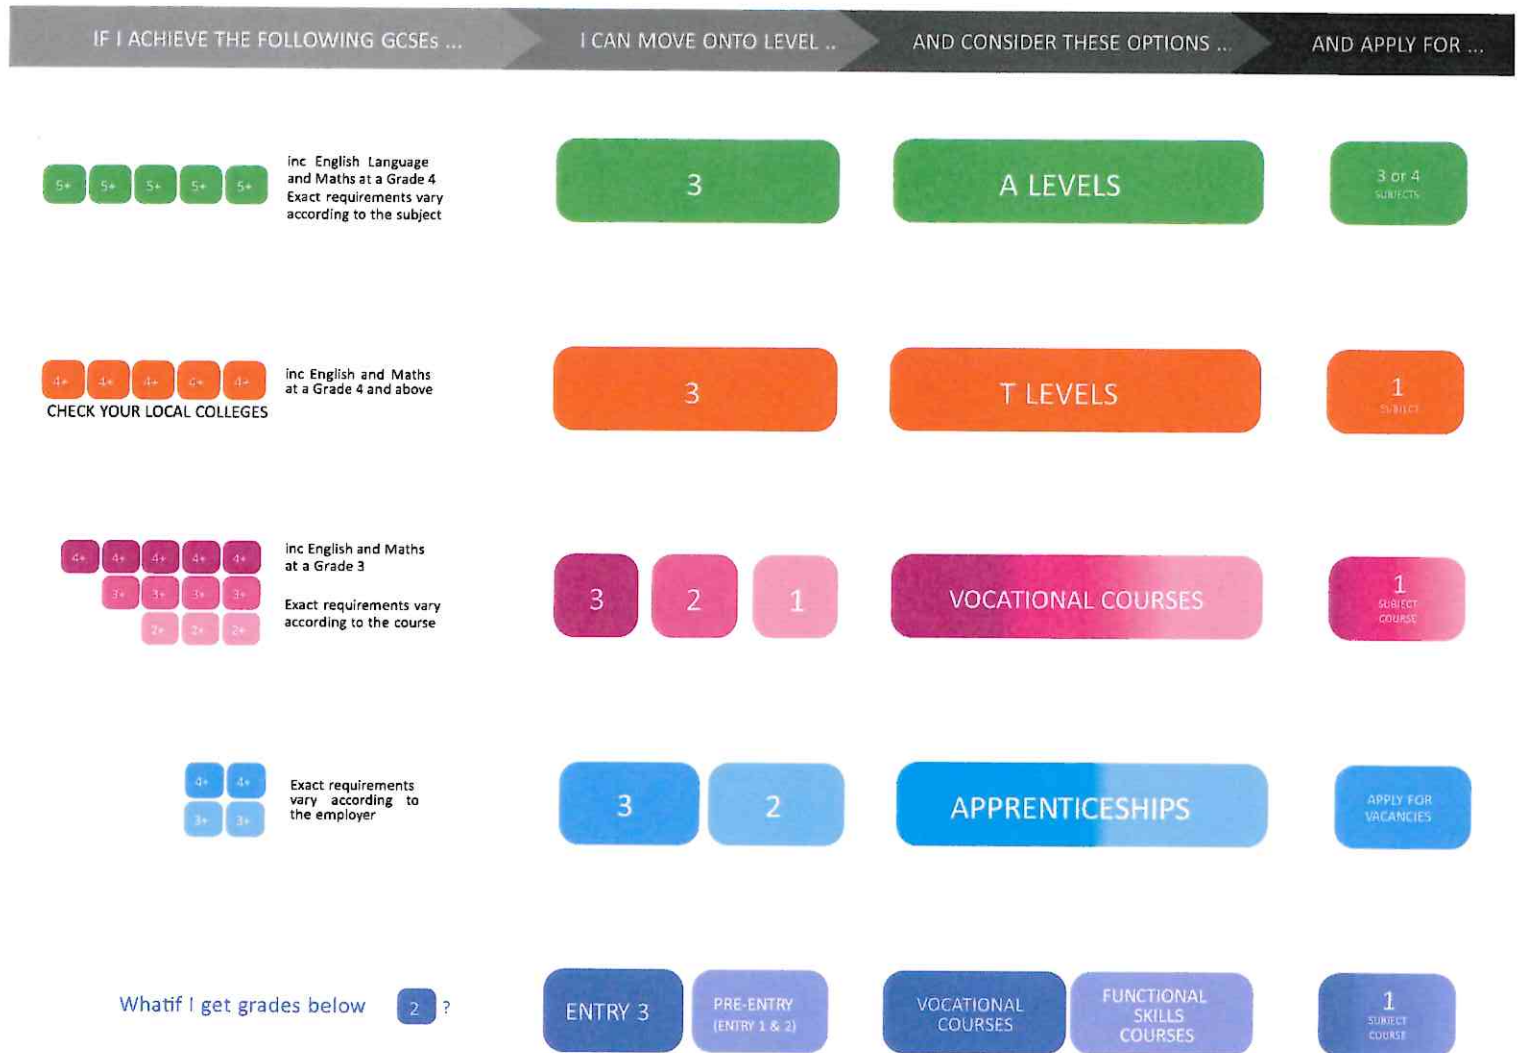 IF I ACHIEVE THE FOLLOWING GCSEs ...
I CAN MOVE ONTO LEVEL ..
AND CONSIDER THESE OPTIONS ...
AND APPLY FOR ...
5+ 5+ 5+ 5+ 5+
inc English Language
and Maths at a Grade 4
Exact requirements vary
according to the subject
3
A LEVELS
3 or 4
SUBJECTS
4+ 4+ 4+ 4+ 4+
CHECK YOUR LOCAL COLLEGES
inc English and Maths
at a Grade 4 and above
3
T LEVELS
1
SUBJECT
4+ 4+ 4+ 4+ 4+
3+ 3+ 3+ 3+
2+ 2+ 2+
inc English and Maths
at a Grade 3
Exact requirements vary
according to the course
3 2 1
VOCATIONAL COURSES
1
SUBJECT
COURSE
4+ 4+
3+ 3+
Exact requirements
vary according to
the employer
3 2
APPRENTICESHIPS
APPLY FOR
VACANCIES
Whatif I get grades below 2 ?
ENTRY 3
PRE-ENTRY
(ENTRY 1 & 2)
VOCATIONAL
COURSES
FUNCTIONAL
SKILLS
COURSES
1
SUBJECT
COURSE